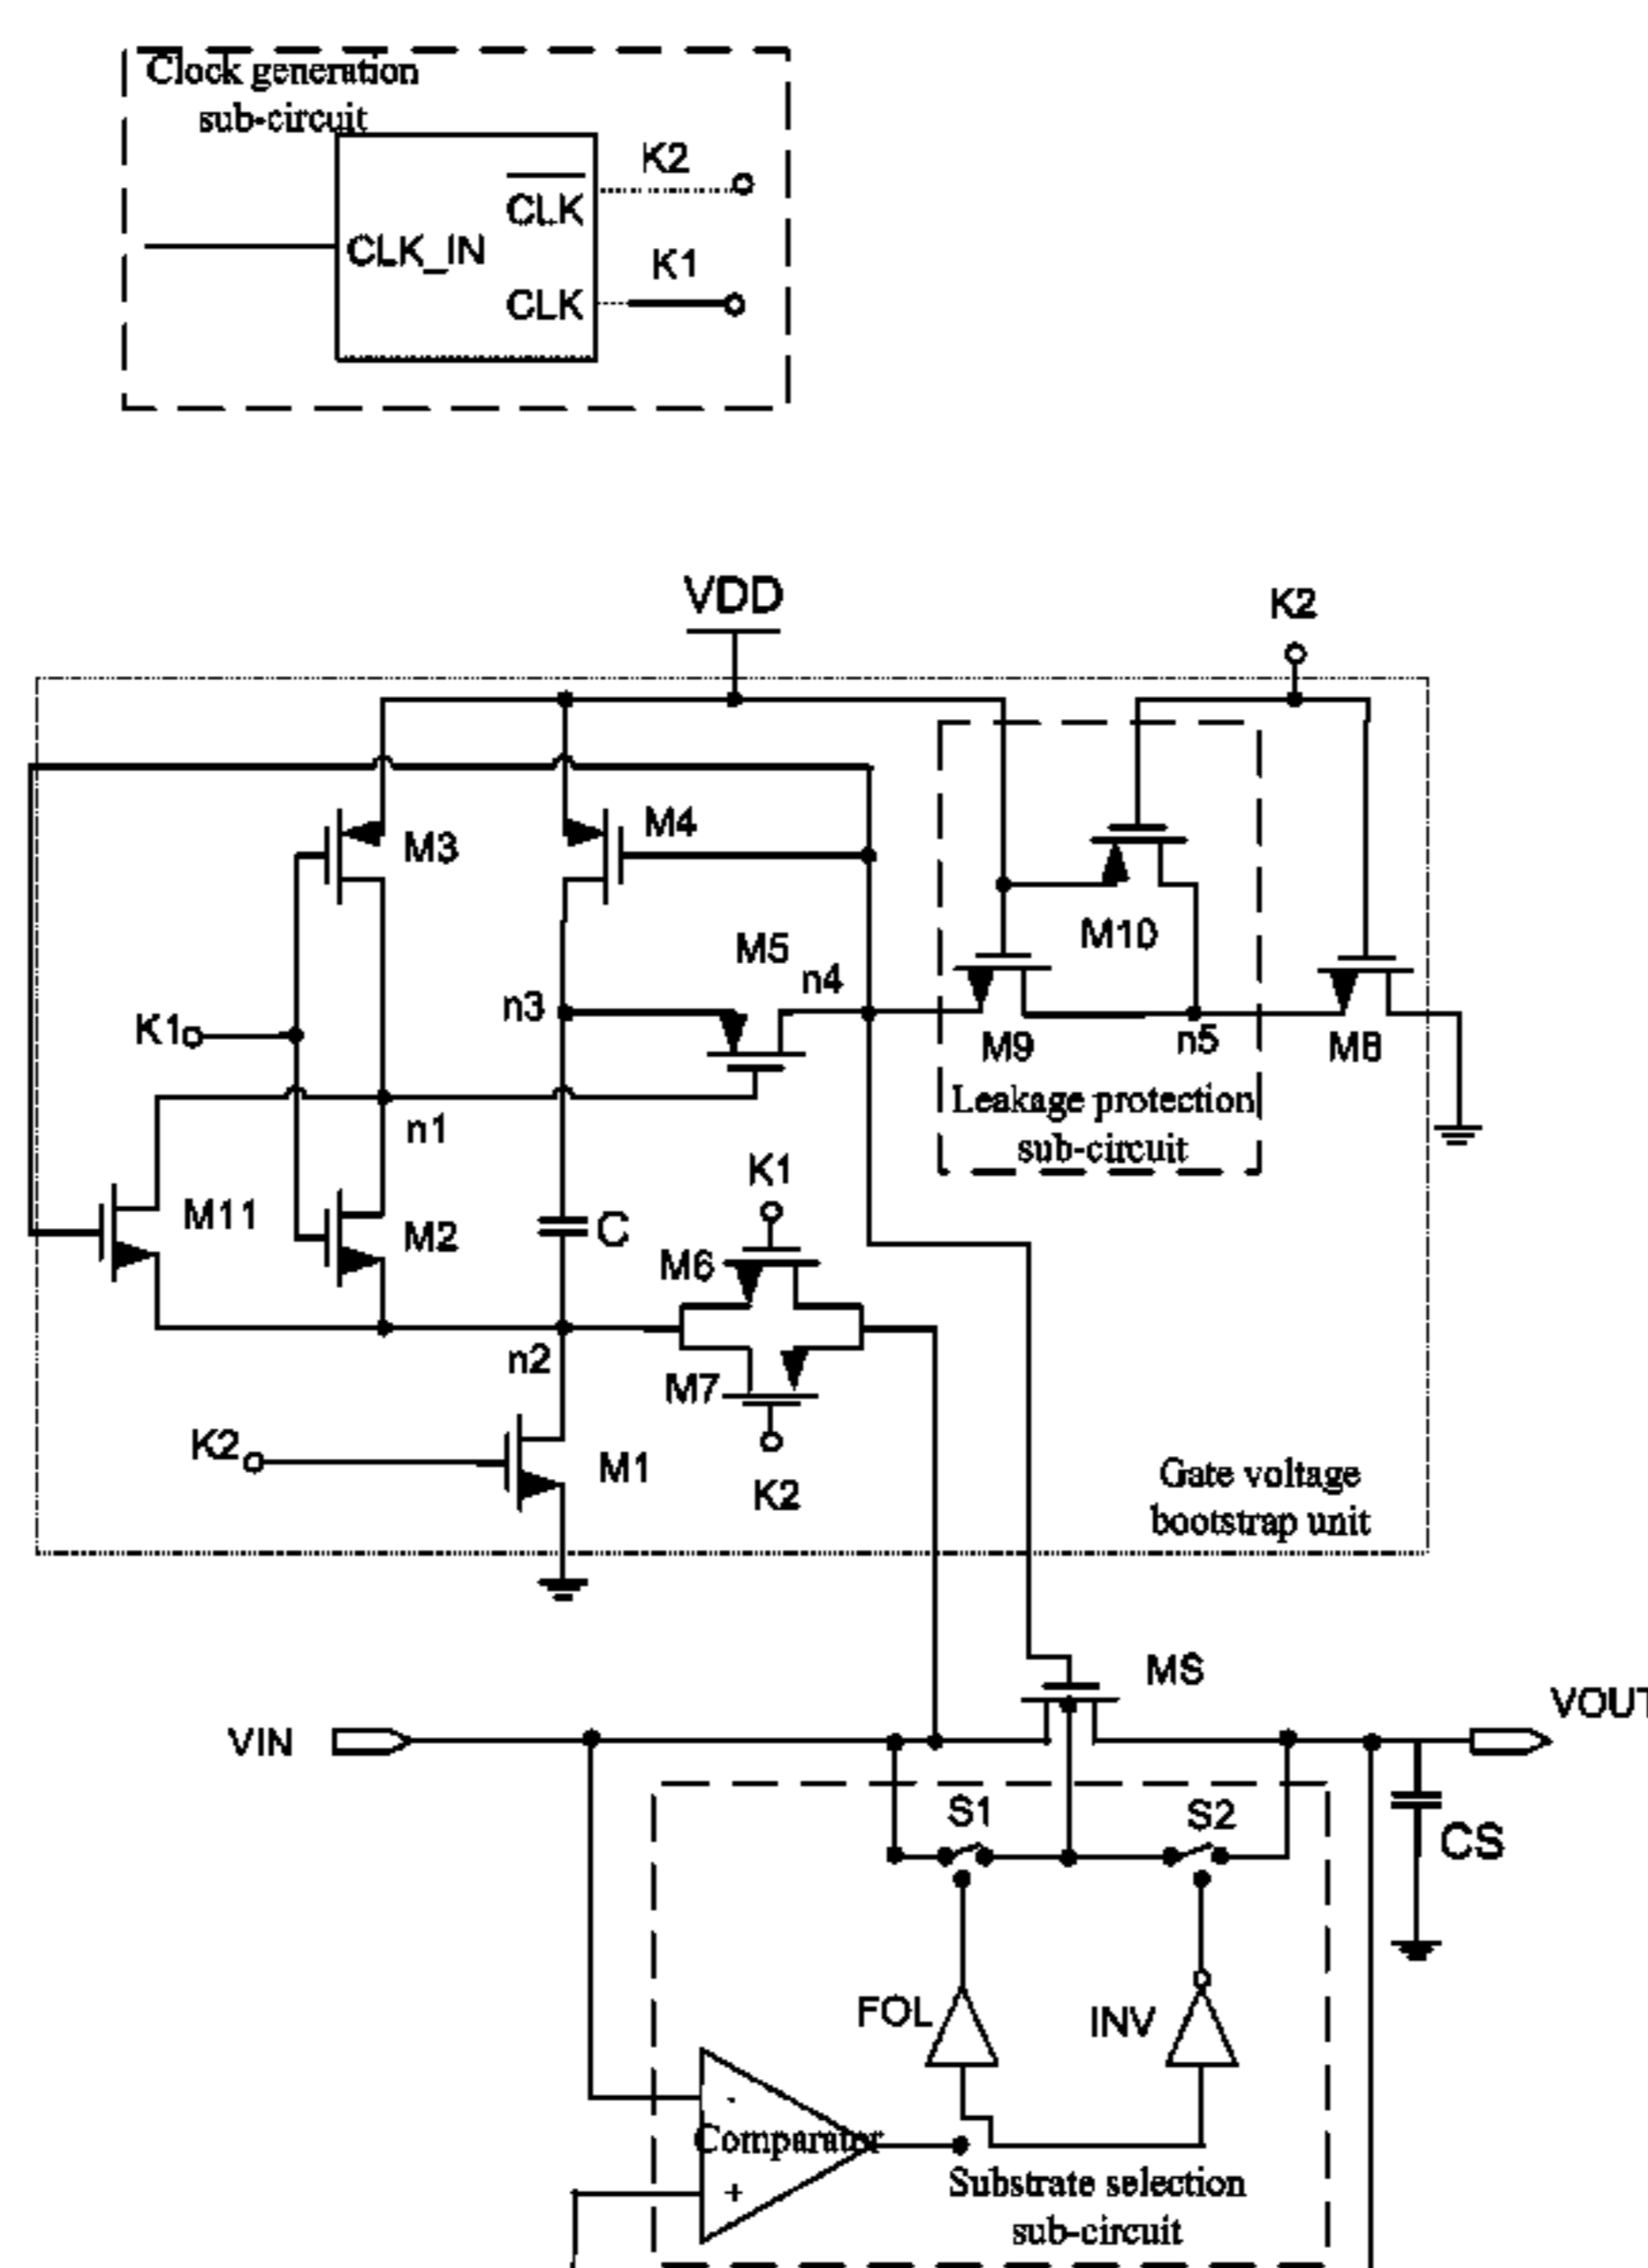 Clock generation
sub-circuit
K2
CLK
CLK_IN
K1
CLK
VDD
K2
M3
M4
M10
M5
n4
n3
K1
M9
n5
M8
Leakage protection
sub-circuit
n1
K1
M11
M2
C
M6
n2
M7
K2
M1
K2
Gate voltage
bootstrap unit
MS
VIN
VOUT
S1
S2
CS
FOL
INV
-
Comparator
+
Substrate selection
sub-circuit